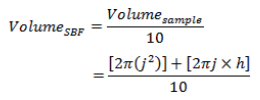 Volume_SBF = Volume_sample / 10
= [2π(j²)] + [2πj × h] / 10